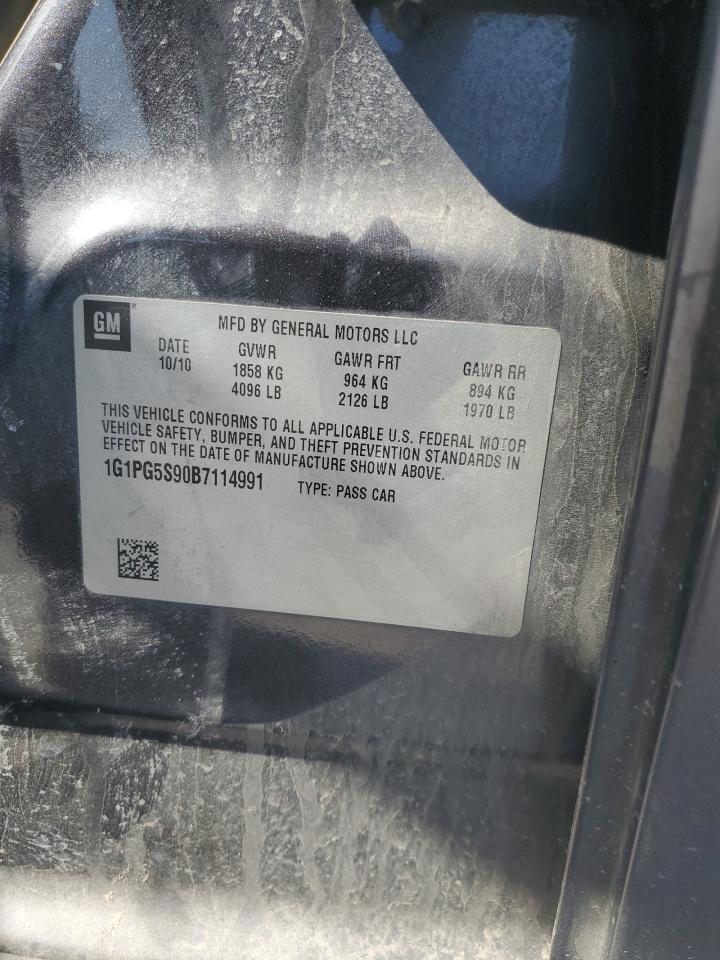 GM
MFD BY GENERAL MOTORS LLC
DATE GVWR GAWR FRT GAWR RR
10/10 1858 KG 964 KG 894 KG
4096 LB 2126 LB 1970 LB
THIS VEHICLE CONFORMS TO ALL APPLICABLE U.S. FEDERAL MOTOR
VEHICLE SAFETY, BUMPER, AND THEFT PREVENTION STANDARDS IN
EFFECT ON THE DATE OF MANUFACTURE SHOWN ABOVE.
1G1PG5S90B7114991 TYPE: PASS CAR